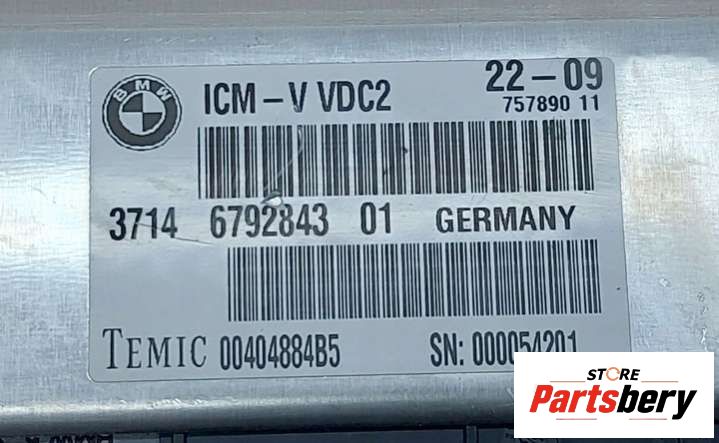 BMW
ICM-V VDC2
22-09
757890 11
3714 6792843 01 GERMANY
TEMIC 00404884B5 SN: 000054201
STORE
Partsbery